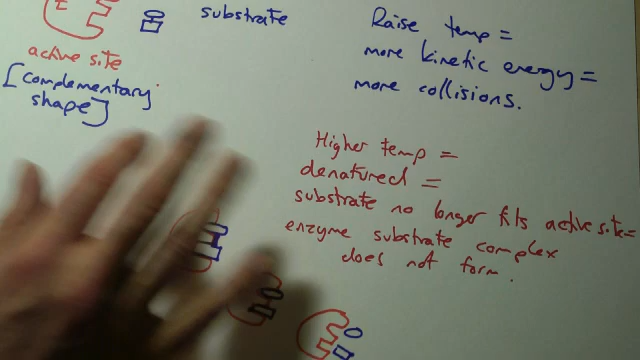 E
substrate
active site
[complementary
shape]
Raise temp =
more kinetic energy =
more collisions.
Higher temp =
denatured =
substrate no longer fits active site =
enzyme substrate complex
does not form.